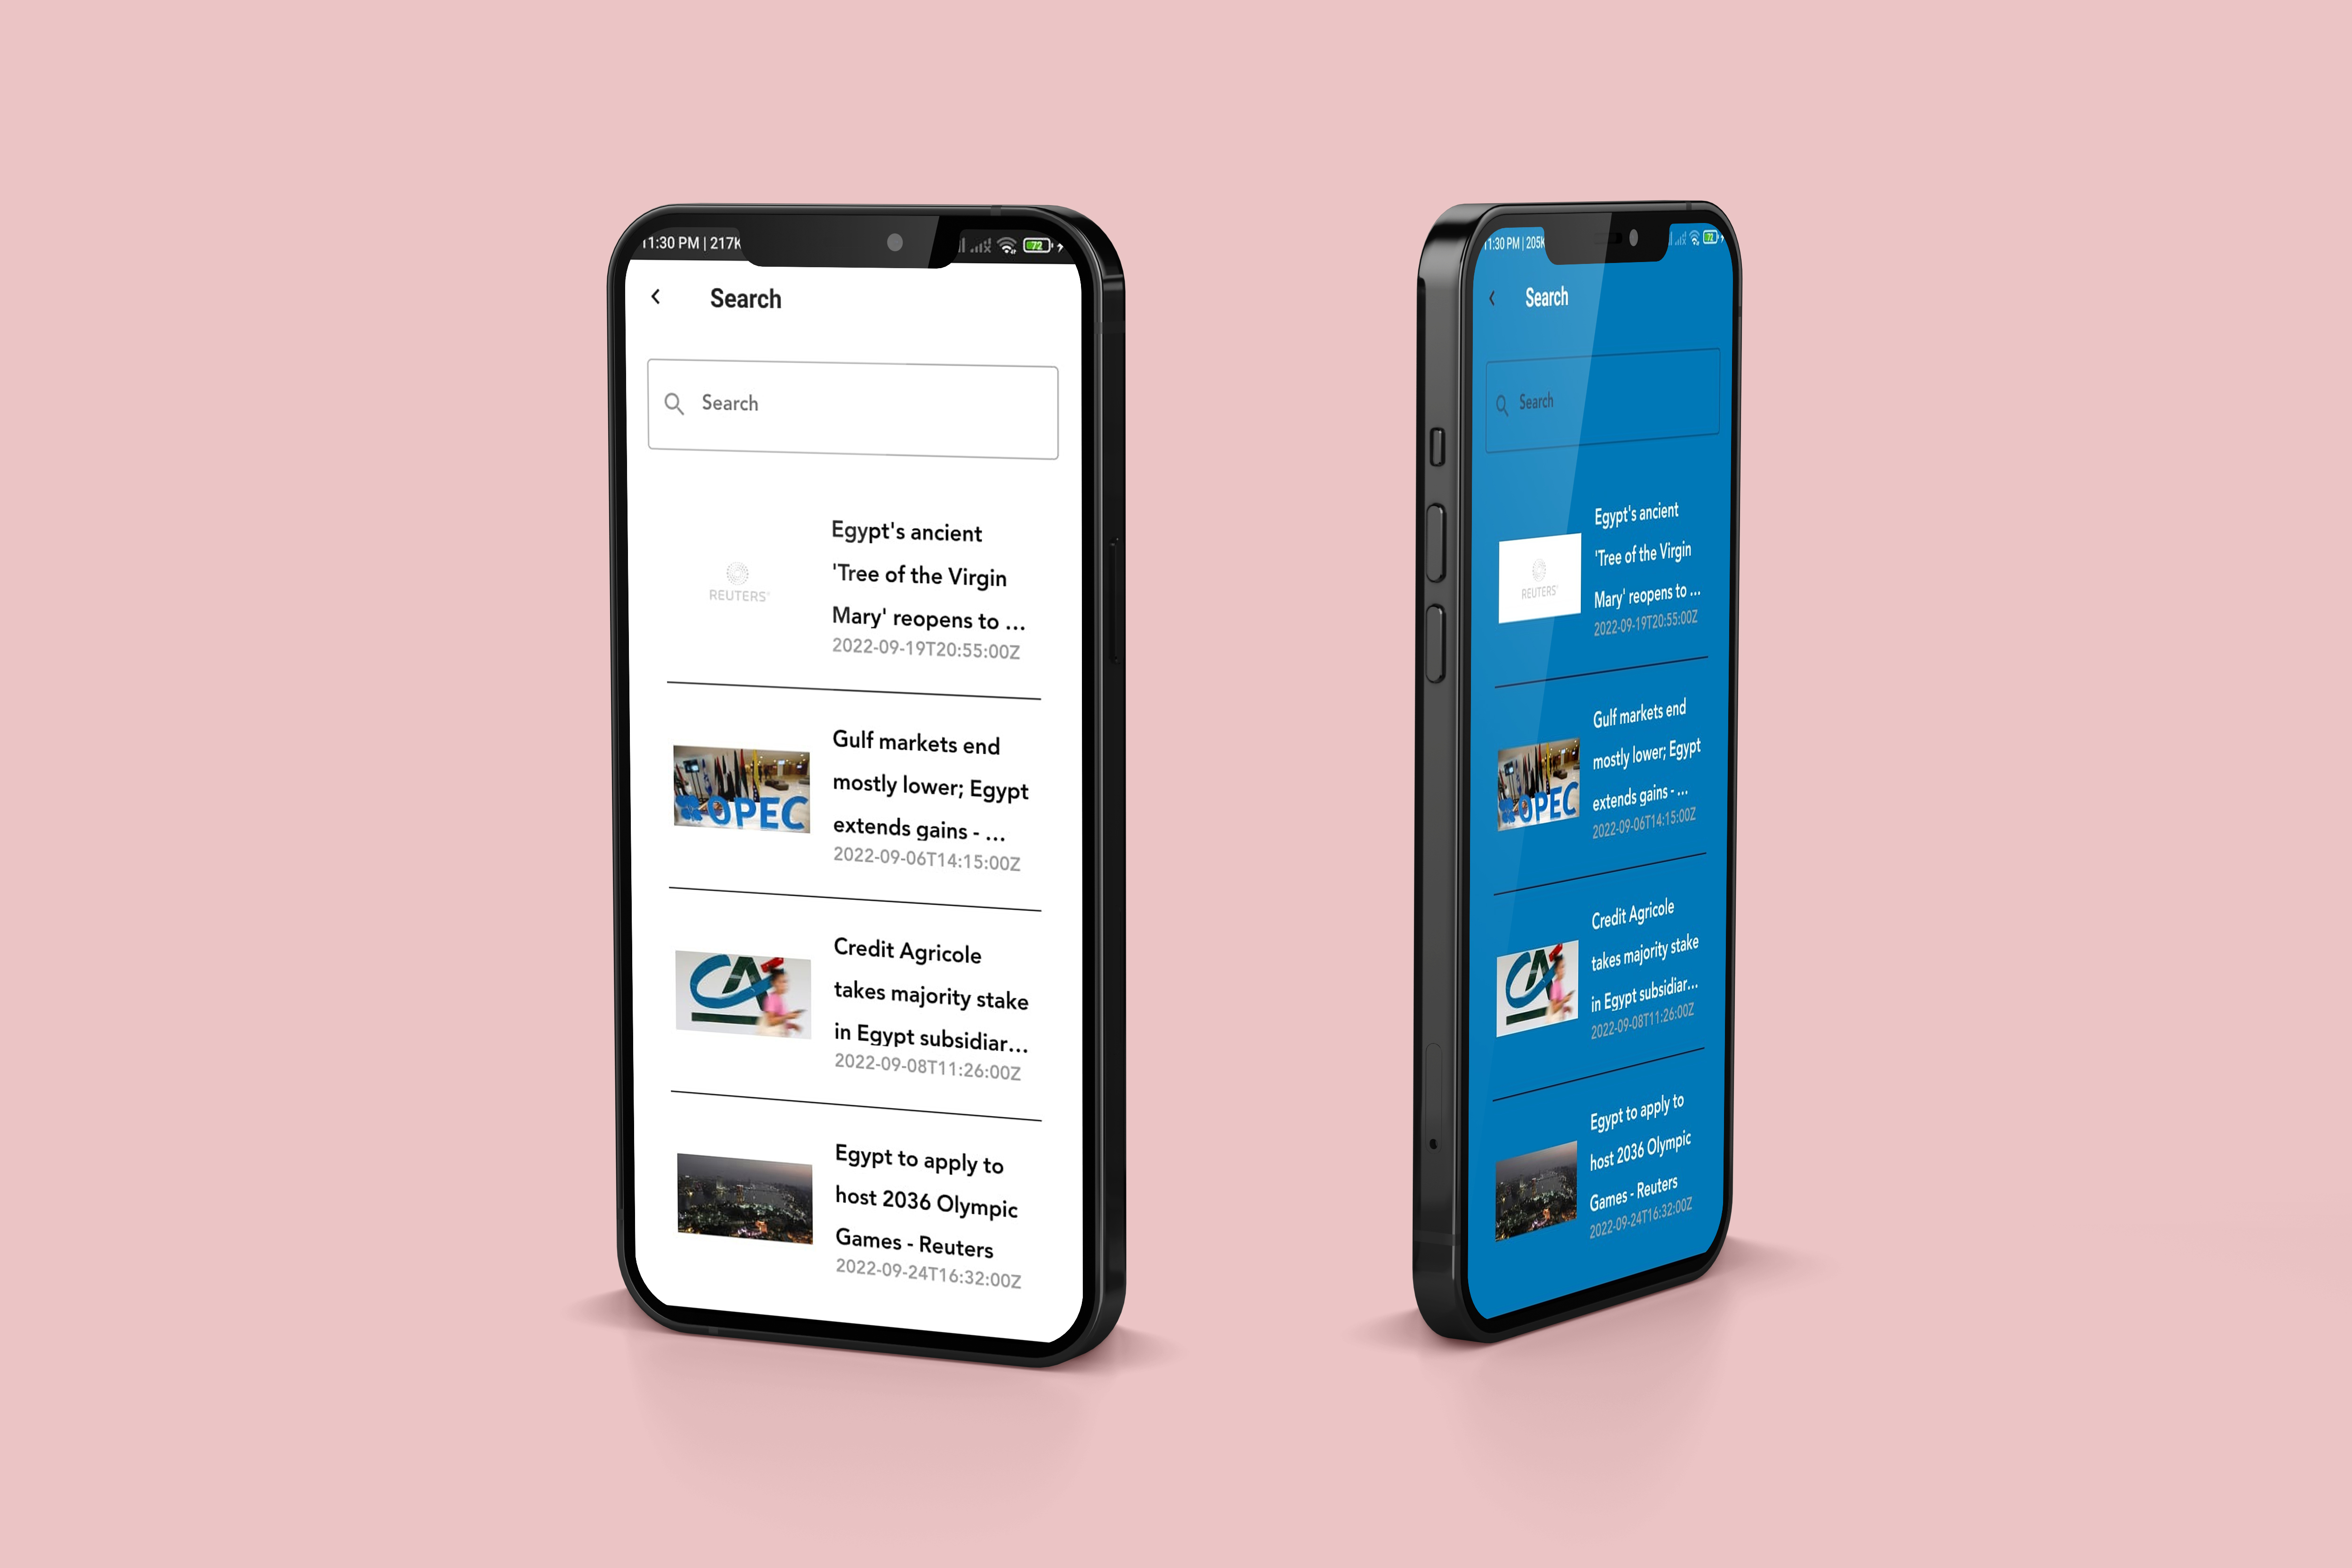 11:30 PM | 217K
72
Search
Search
REUTERS
Egypt's ancient
'Tree of the Virgin
Mary' reopens to ...
2022-09-19T20:55:00Z
OPEC
Gulf markets end
mostly lower; Egypt
extends gains - ...
2022-09-06T14:15:00Z
CA
Credit Agricole
takes majority stake
in Egypt subsidiar...
2022-09-08T11:26:00Z
Egypt to apply to
host 2036 Olympic
Games - Reuters
2022-09-24T16:32:00Z
11:30 PM | 205K
72
Search
Search
REUTERS
Egypt's ancient
'Tree of the Virgin
Mary' reopens to ...
2022-09-19T20:55:00Z
OPEC
Gulf markets end
mostly lower; Egypt
extends gains - ...
2022-09-06T14:15:00Z
CA
Credit Agricole
takes majority stake
in Egypt subsidiar...
2022-09-08T11:26:00Z
Egypt to apply to
host 2036 Olympic
Games - Reuters
2022-09-24T16:32:00Z